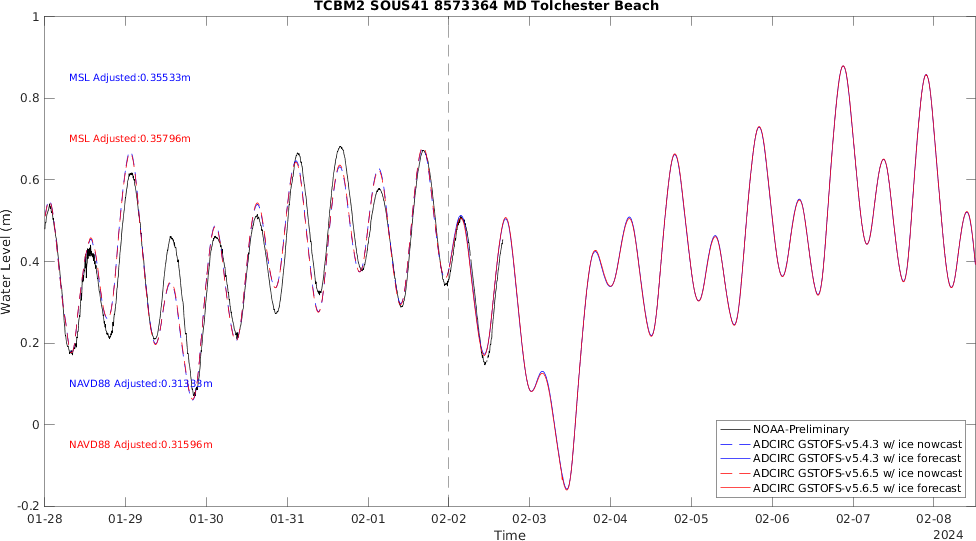 TCBM2 SOUS41 8573364 MD Tolchester Beach
1
0.8
0.6
0.4
0.2
0
-0.2
Water Level (m)
MSL Adjusted:0.35533m
MSL Adjusted:0.35796m
NAVD88 Adjusted:0.31333m
NAVD88 Adjusted:0.31596m
NOAA-Preliminary
ADCIRC GSTOFS-v5.4.3 w/ ice nowcast
ADCIRC GSTOFS-v5.4.3 w/ ice forecast
ADCIRC GSTOFS-v5.6.5 w/ ice nowcast
ADCIRC GSTOFS-v5.6.5 w/ ice forecast
01-28 01-29 01-30 01-31 02-01 02-02 02-03 02-04 02-05 02-06 02-07 02-08
Time
2024